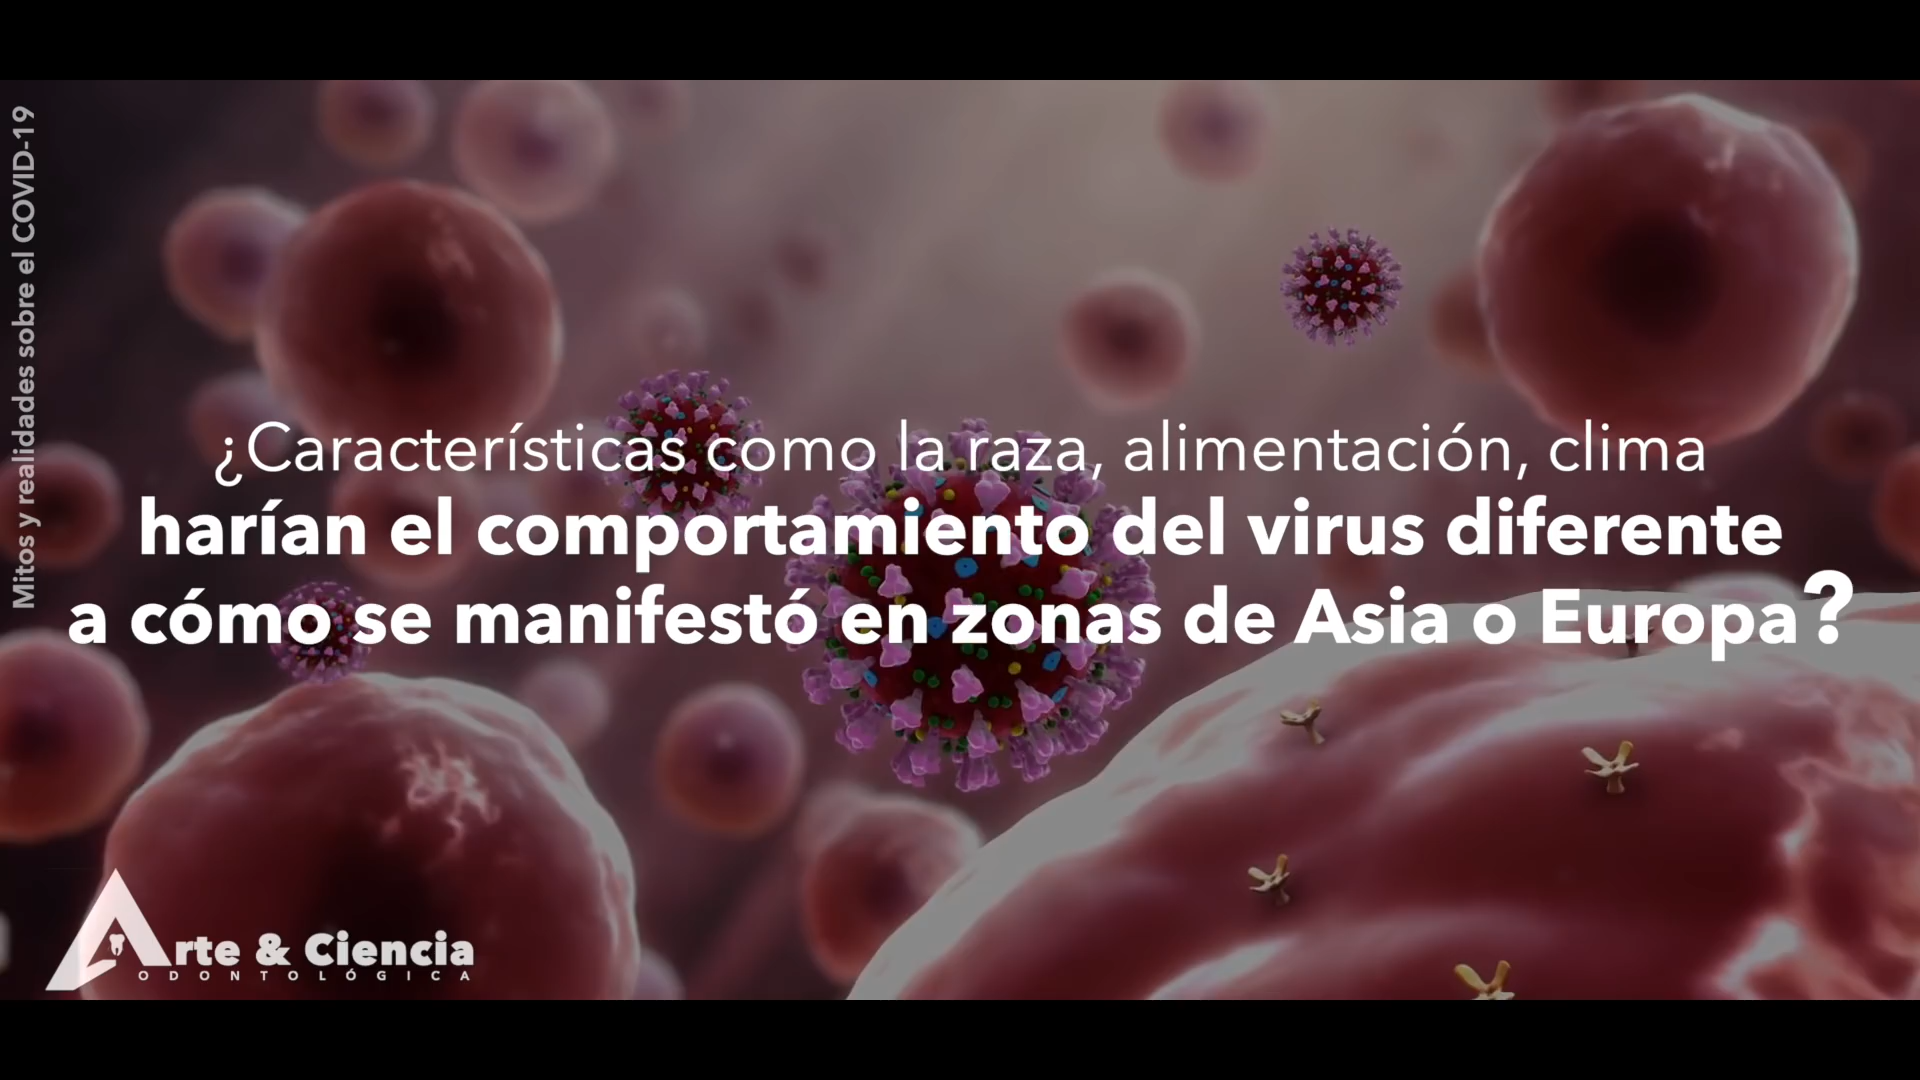 Mitos y realidades sobre el COVID-19
¿Características como la raza, alimentación, clima
harían el comportamiento del virus diferente
a cómo se manifestó en zonas de Asia o Europa?
Arte & Ciencia
ODONTOLÓGICA